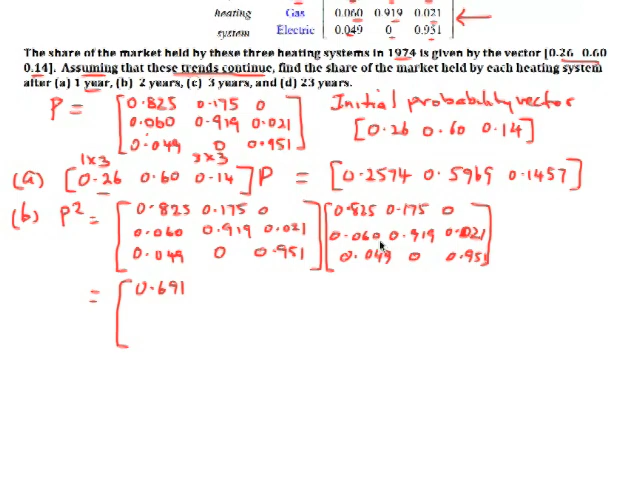 heating Gas 0.060 0.919 0.021
system Electric 0.049 0 0.951
The share of the market held by these three heating systems in 1974 is given by the vector [0.26 0.60
0.14]. Assuming that these trends continue, find the share of the market held by each heating system
after (a) 1 year, (b) 2 years, (c) 3 years, and (d) 23 years.
P = [0.825 0.175 0 Initial probability vector
0.060 0.919 0.021 [0.26 0.60 0.14]
0.049 0 0.951]
1x3 3x3
(a) [0.26 0.60 0.14] P = [0.2574 0.5969 0.1457]
(b) P² = [0.825 0.175 0 [0.825 0.175 0
0.060 0.919 0.021 0.060 0.919 0.021
0.049 0 0.951] 0.049 0 0.951]
= [0.691